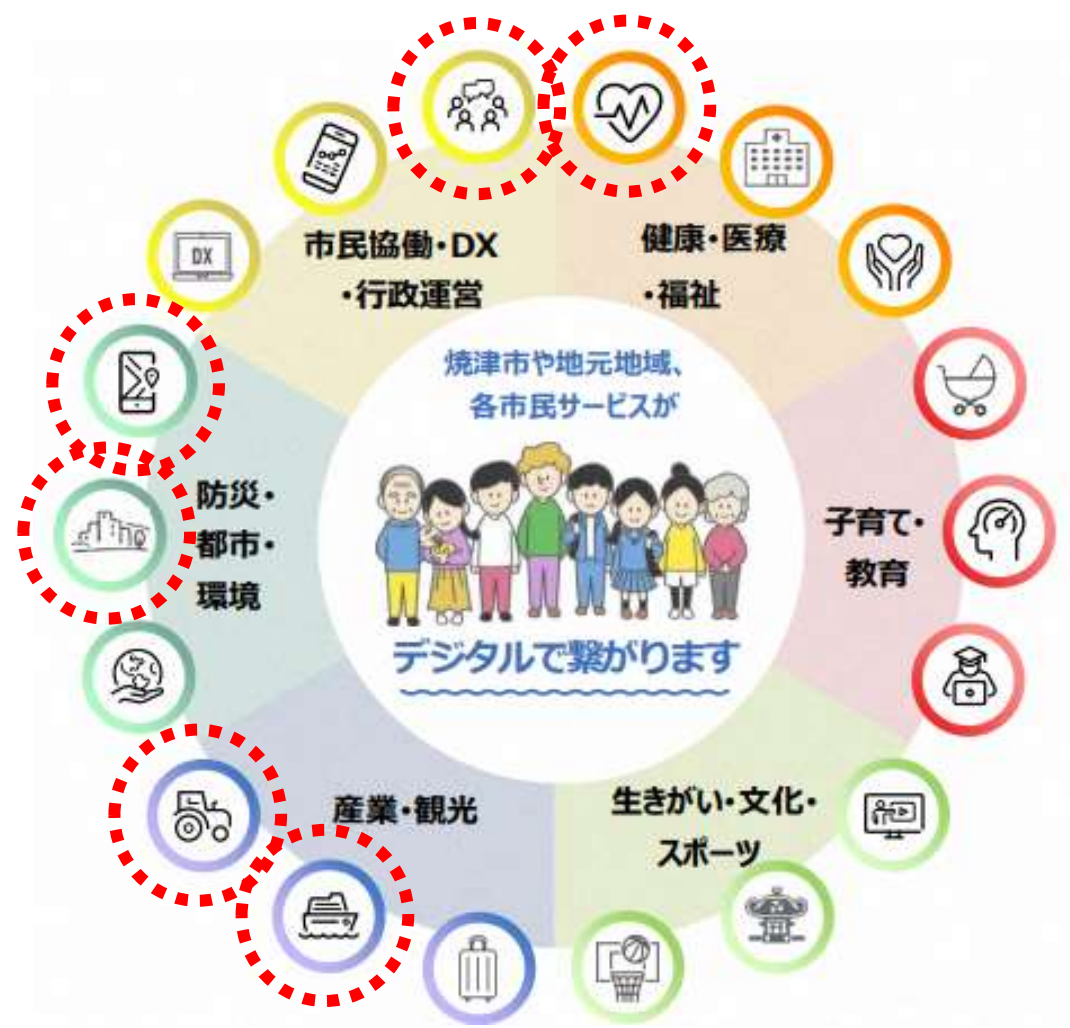 市民協働・DX
・行政運営
健康・医療
・福祉
DX
焼津市や地元地域、
各市民サービスが
防災・
都市・
環境
子育て・
教育
デジタルで繋がります
産業・観光
生きがい・文化・
スポーツ